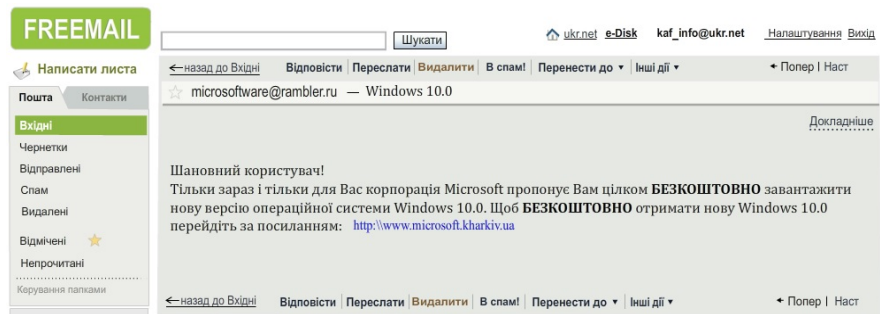 FREEMAIL
Шукати
ukr.net e-Disk kaf_info@ukr.net Налаштування Вихід
Написати листа
Пошта Контакти
Вхідні
Чернетки
Відправлені
Спам
Видалені
Відмічені
Непрочитані
Керування папками
←назад до Вхідні Відповісти Переслати Видалити В спам! Перенести до ▾ Інші дії ▾ ← Попер | Наст
microsoftware@rambler.ru — Windows 10.0
Докладніше
Шановний користувач!
Тільки зараз і тільки для Вас корпорація Microsoft пропонує Вам цілком БЕЗКОШТОВНО завантажити
нову версію операційної системи Windows 10.0. Щоб БЕЗКОШТОВНО отримати нову Windows 10.0
перейдіть за посиланням: http:\\www.microsoft.kharkiv.ua
←назад до Вхідні Відповісти Переслати Видалити В спам! Перенести до ▾ Інші дії ▾ ← Попер | Наст